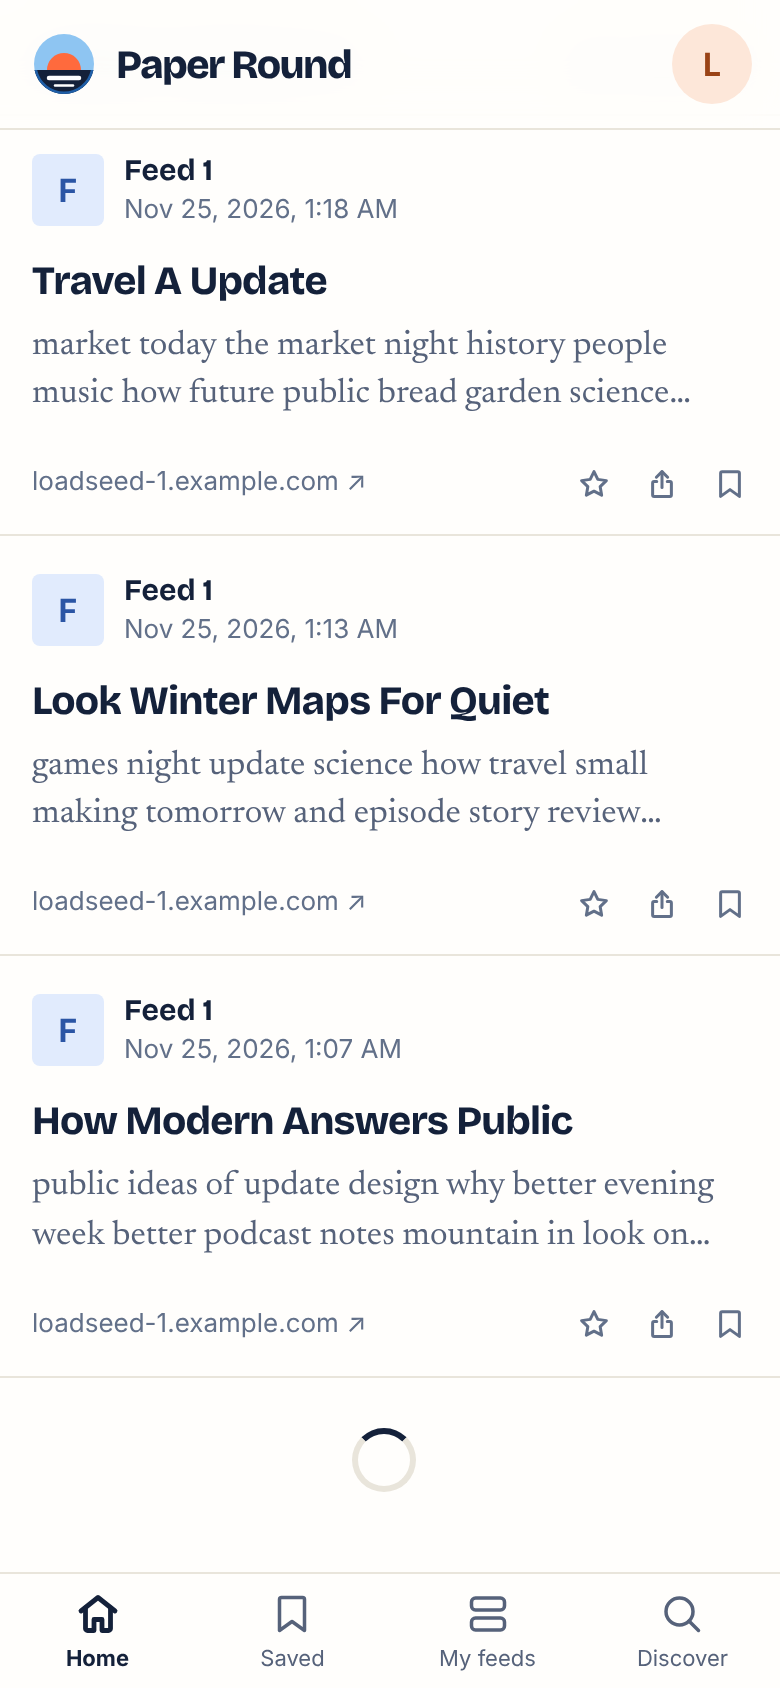 Paper Round
L
F
Feed 1
Nov 25, 2026, 1:18 AM
Travel A Update
market today the market night history people
music how future public bread garden science...
loadseed-1.example.com ↗
F
Feed 1
Nov 25, 2026, 1:13 AM
Look Winter Maps For Quiet
games night update science how travel small
making tomorrow and episode story review...
loadseed-1.example.com ↗
F
Feed 1
Nov 25, 2026, 1:07 AM
How Modern Answers Public
public ideas of update design why better evening
week better podcast notes mountain in look on...
loadseed-1.example.com ↗
Home
Saved
My feeds
Discover